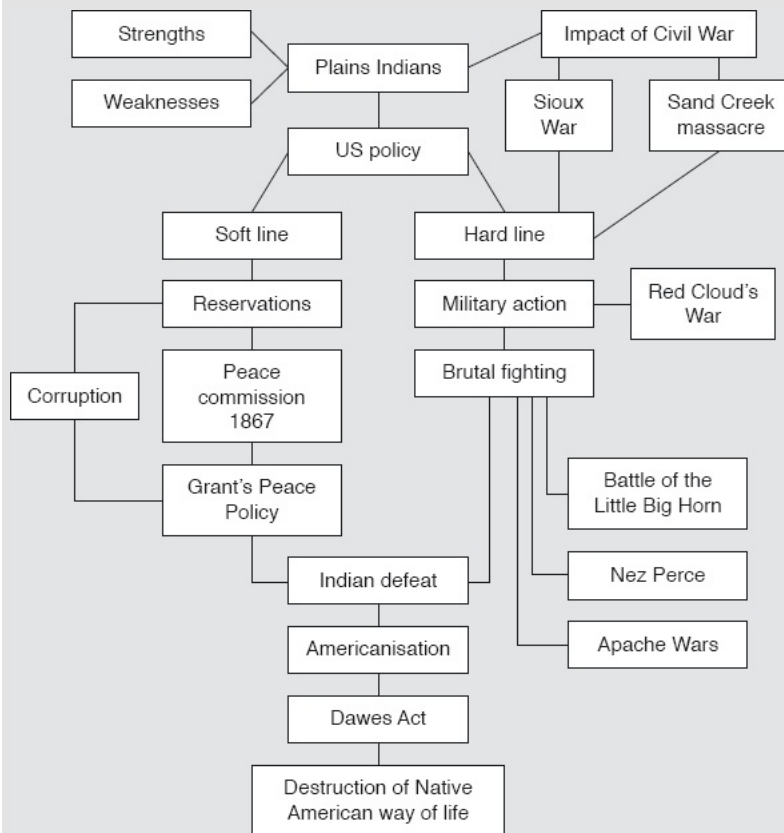 Strengths
Impact of Civil War
Plains Indians
Weaknesses
Sioux
War
Sand Creek
massacre
US policy
Soft line
Hard line
Reservations
Military action
Red Cloud's
War
Corruption
Peace
commission
1867
Brutal fighting
Grant's Peace
Policy
Battle of the
Little Big Horn
Indian defeat
Nez Perce
Americanisation
Apache Wars
Dawes Act
Destruction of Native
American way of life